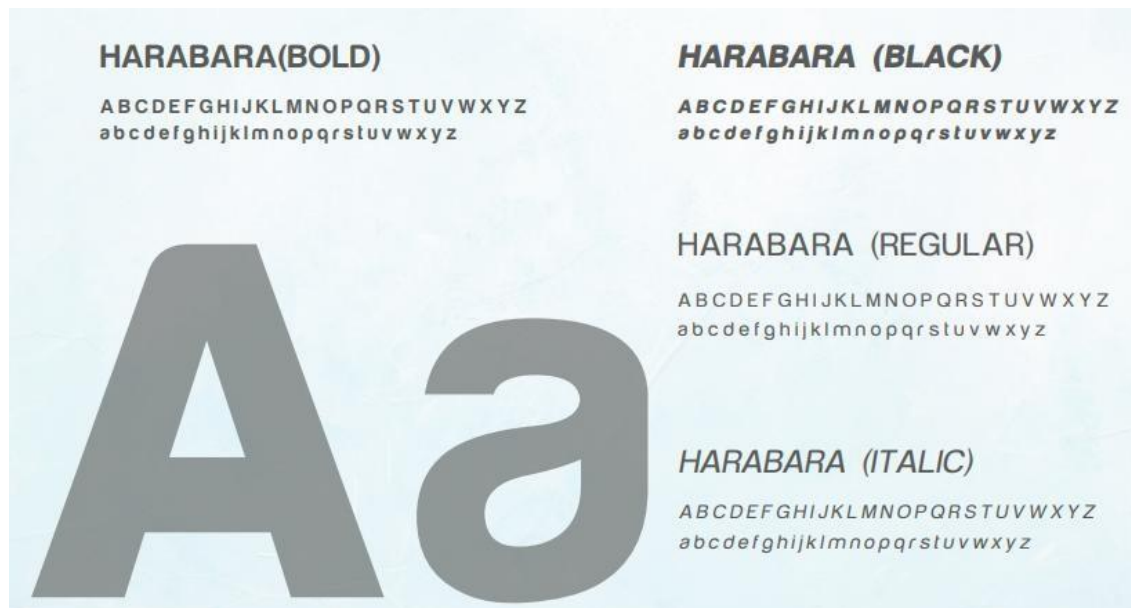 HARABARA(BOLD)
ABCDEFGHIJKLMNOPQRSTUVWXYZ
abcdefghijklmnopqrstuvwxyz
HARABARA (BLACK)
ABCDEFGHIJKLMNOPQRSTUVWXYZ
abcdefghijklmnopqrstuvwxyz
Aa
HARABARA (REGULAR)
ABCDEFGHIJKLMNOPQRSTUVWXYZ
abcdefghijklmnopqrstuvwxyz
HARABARA (ITALIC)
ABCDEFGHIJKLMNOPQRSTUVWXYZ
abcdefghijklmnopqrstuvwxyz